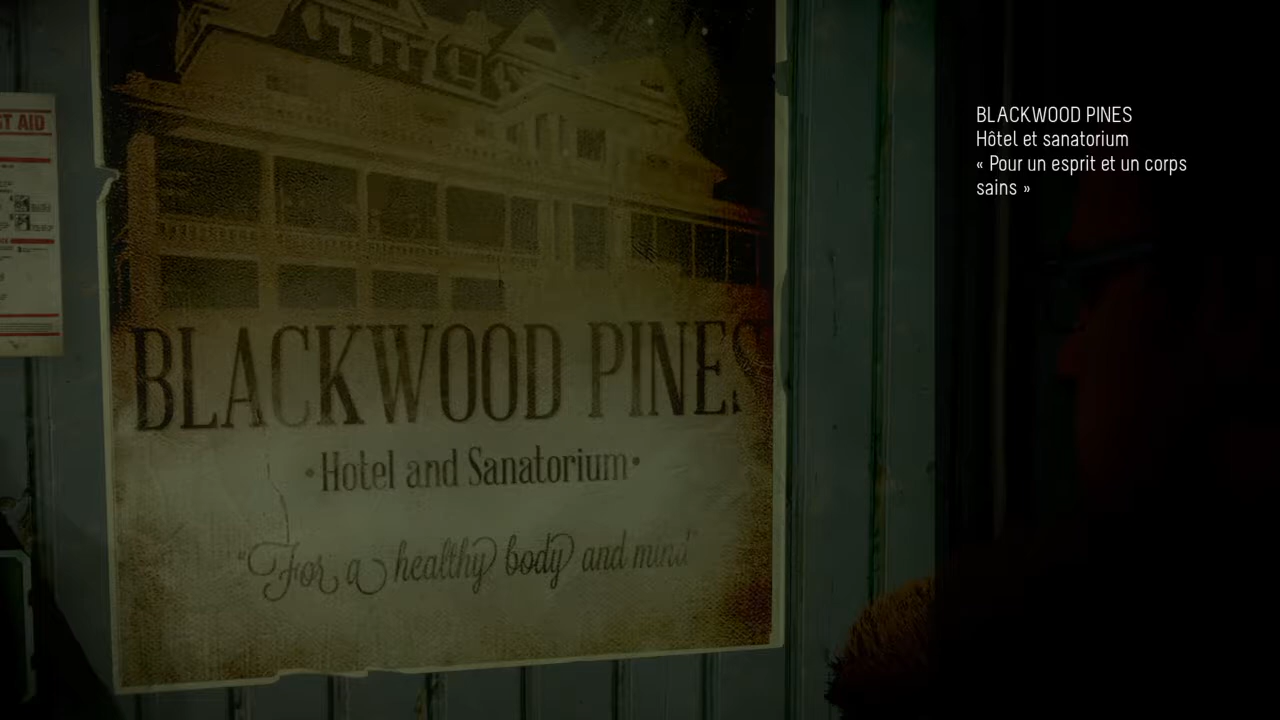 T AID
BLACKWOOD PINES
•Hotel and Sanatorium•
"For a healthy body and mind"
BLACKWOOD PINES
Hôtel et sanatorium
« Pour un esprit et un corps
sains »